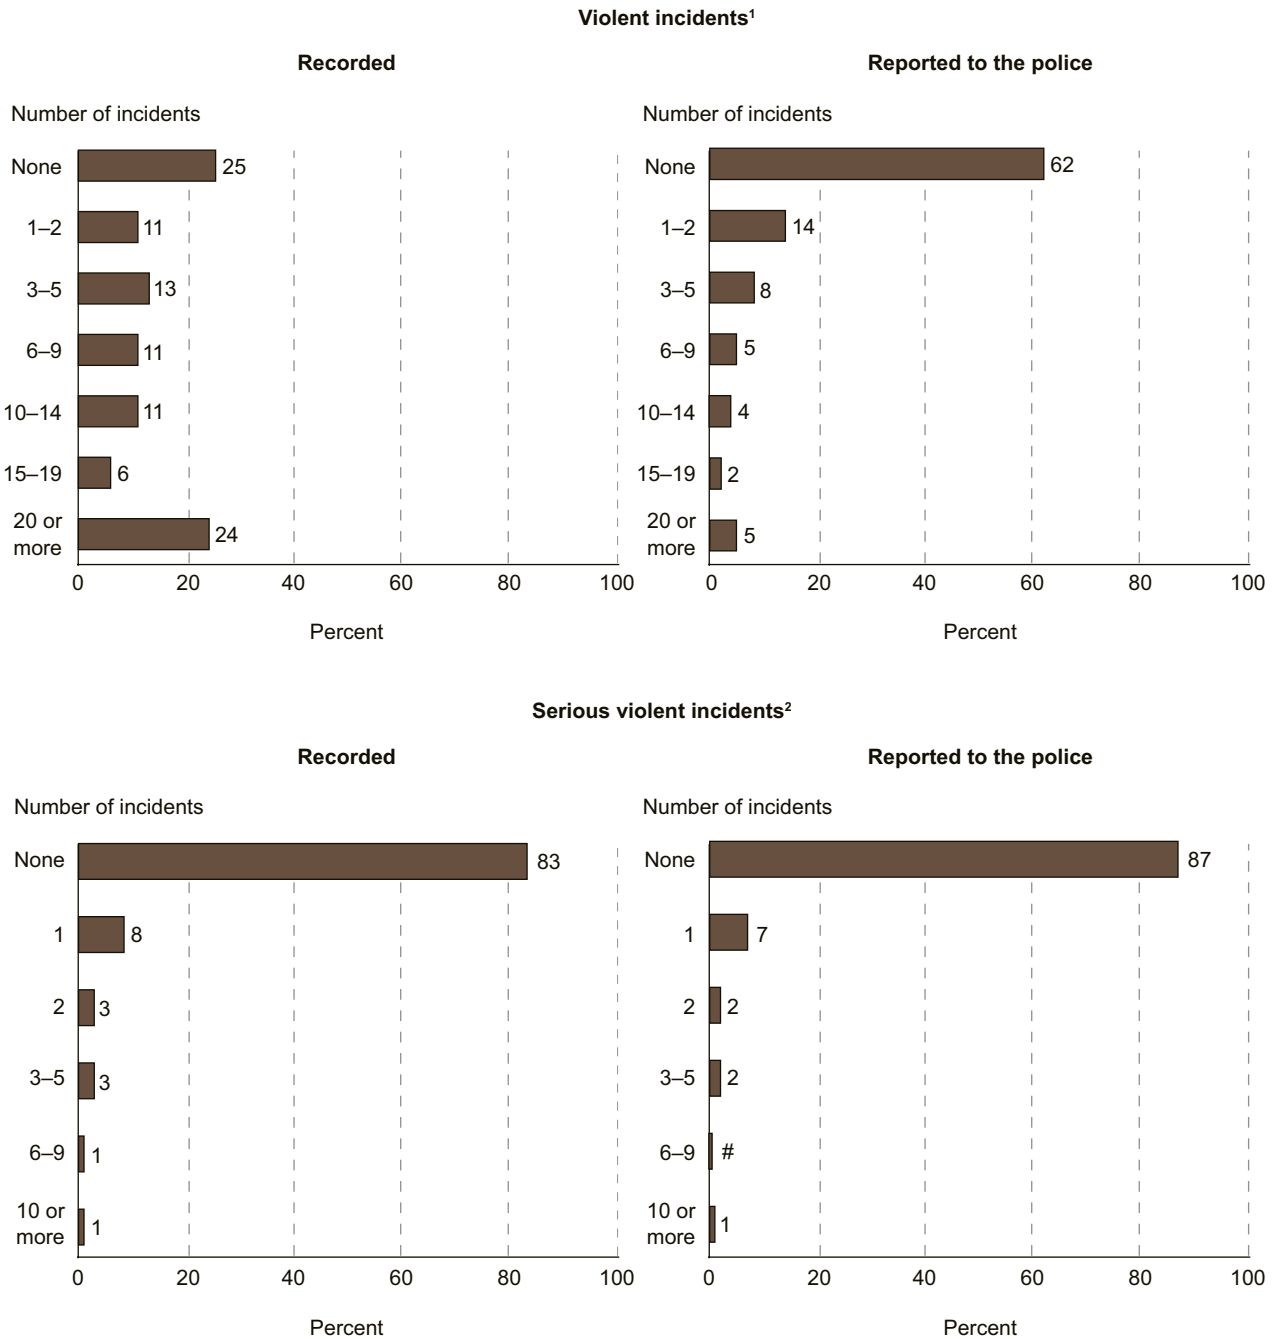 Violent incidents¹
Recorded
Number of incidents
None 25
1–2 11
3–5 13
6–9 11
10–14 11
15–19 6
20 or
more 24
0 20 40 60 80 100
Percent
Reported to the police
Number of incidents
None 62
1–2 14
3–5 8
6–9 5
10–14 4
15–19 2
20 or
more 5
0 20 40 60 80 100
Percent
Serious violent incidents²
Recorded
Number of incidents
None 83
1 8
2 3
3–5 3
6–9 1
10 or
more 1
0 20 40 60 80 100
Percent
Reported to the police
Number of incidents
None 87
1 7
2 2
3–5 2
6–9 #
10 or
more 1
0 20 40 60 80 100
Percent